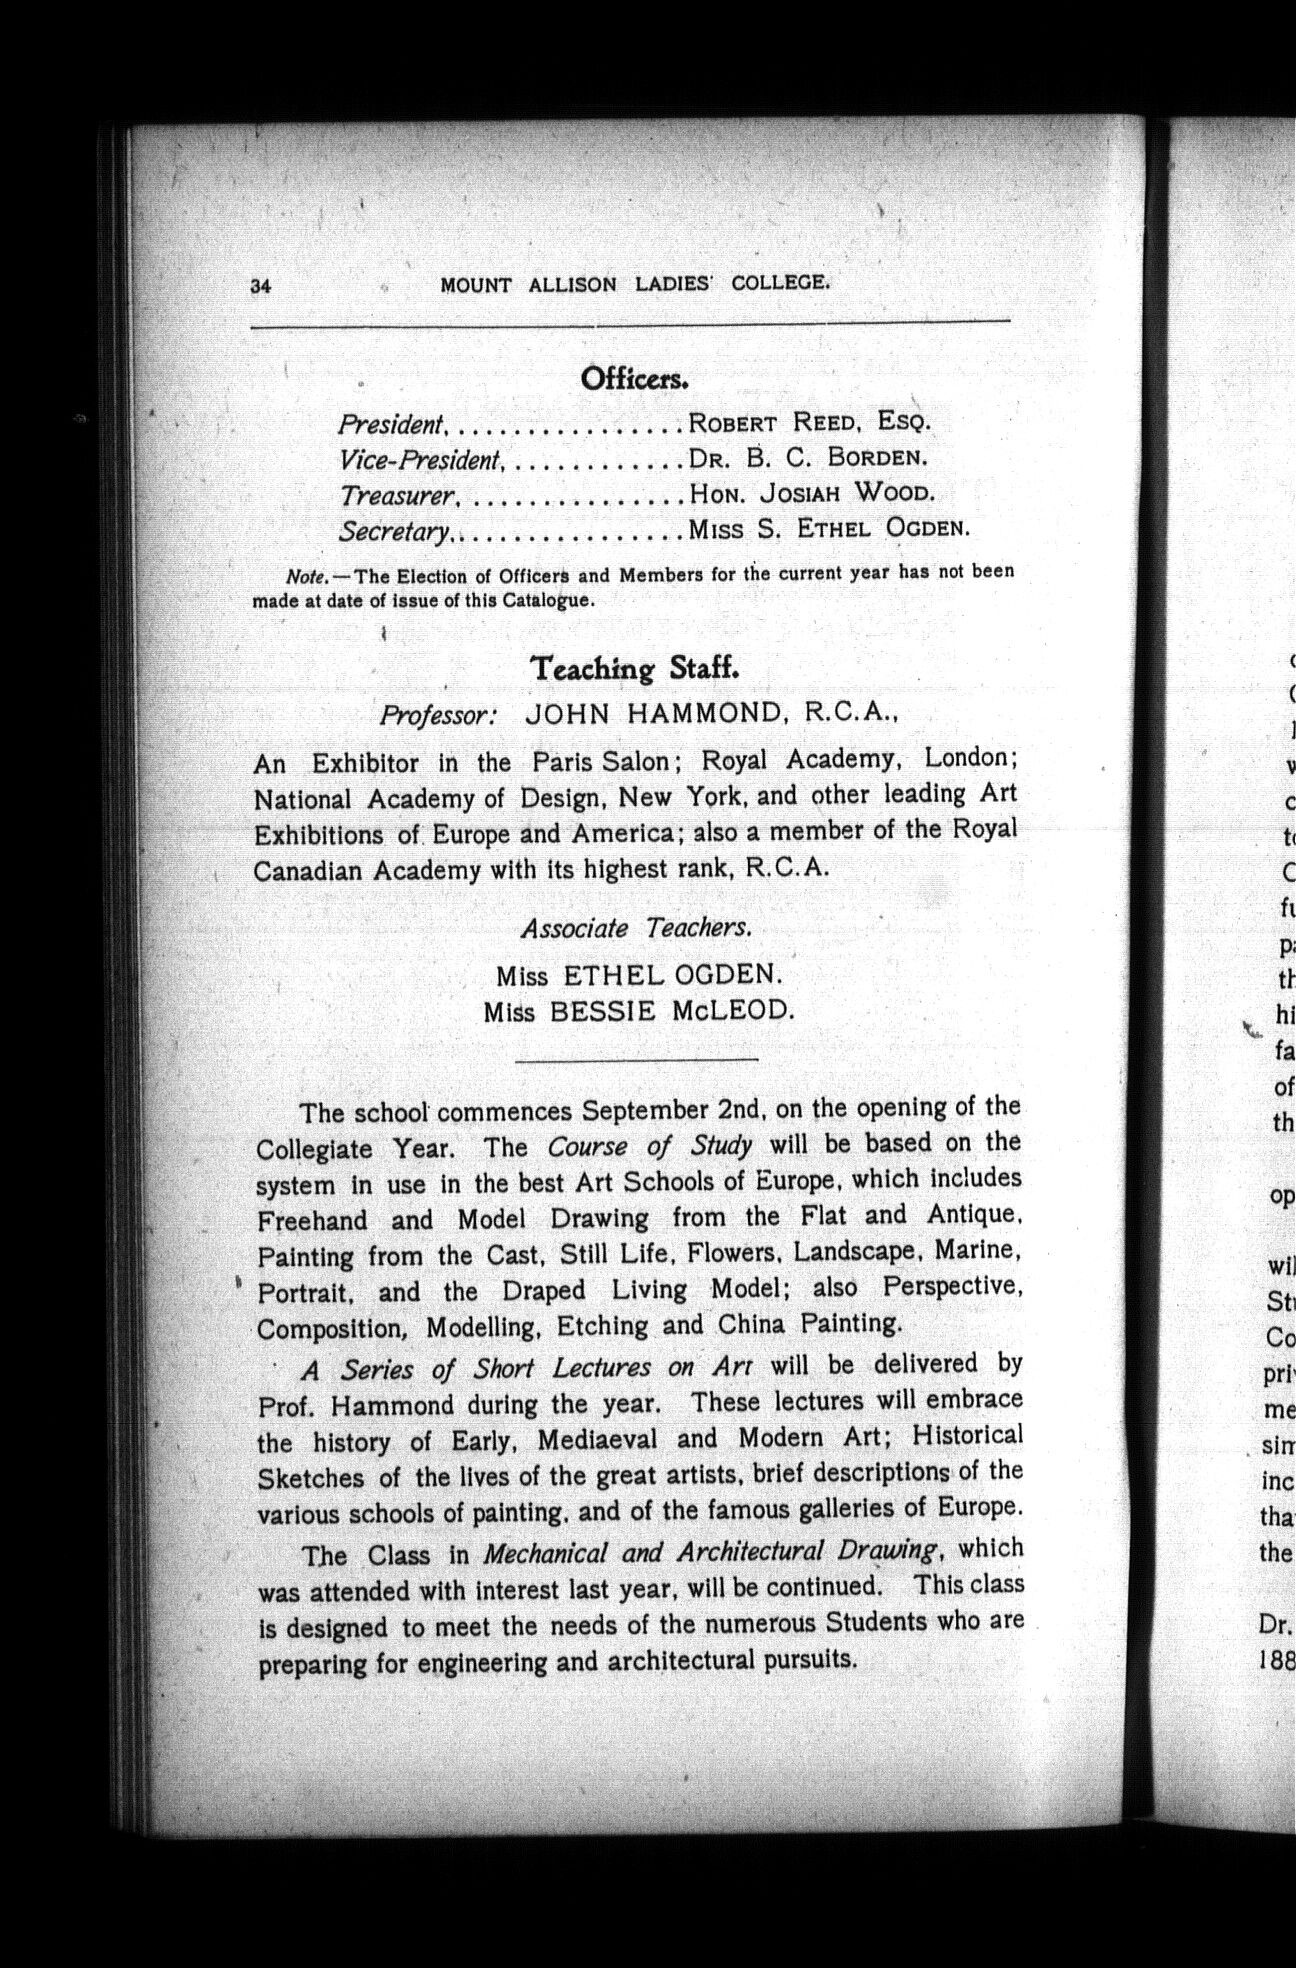 34 MOUNT ALLISON LADIES' COLLEGE.
Officers.
President, ................ ROBERT REED, ESQ.
Vice-President, ............ DR. B. C. BORDEN.
Treasurer, ............... HON. JOSIAH WOOD.
Secretary, ................ MISS S. ETHEL OGDEN.
Note.—The Election of Officers and Members for the current year has not been
made at date of issue of this Catalogue.
Teaching Staff.
Professor: JOHN HAMMOND, R.C.A.,
An Exhibitor in the Paris Salon; Royal Academy, London;
National Academy of Design, New York, and other leading Art
Exhibitions of Europe and America; also a member of the Royal
Canadian Academy with its highest rank, R.C.A.
Associate Teachers.
Miss ETHEL OGDEN.
Miss BESSIE McLEOD.
The school commences September 2nd, on the opening of the
Collegiate Year. The Course of Study will be based on the
system in use in the best Art Schools of Europe, which includes
Freehand and Model Drawing from the Flat and Antique,
Painting from the Cast, Still Life, Flowers, Landscape, Marine,
Portrait, and the Draped Living Model; also Perspective,
Composition, Modelling, Etching and China Painting.
A Series of Short Lectures on Art will be delivered by
Prof. Hammond during the year. These lectures will embrace
the history of Early, Mediaeval and Modern Art; Historical
Sketches of the lives of the great artists, brief descriptions of the
various schools of painting, and of the famous galleries of Europe.
The Class in Mechanical and Architectural Drawing, which
was attended with interest last year, will be continued. This class
is designed to meet the needs of the numerous Students who are
preparing for engineering and architectural pursuits.
hi
fa
of
th
op
Co
me
inc
the
Dr.
188